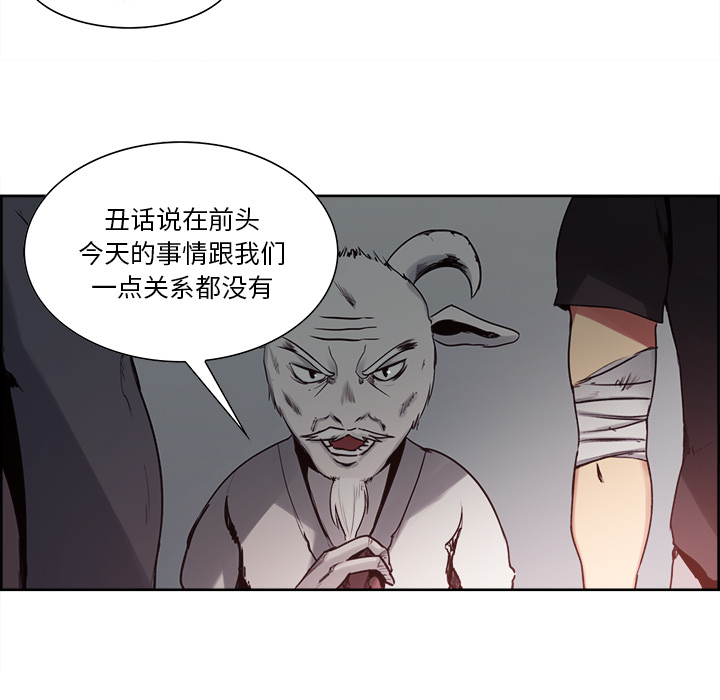 丑话说在前头
今天的事情跟我们
一点关系都没有